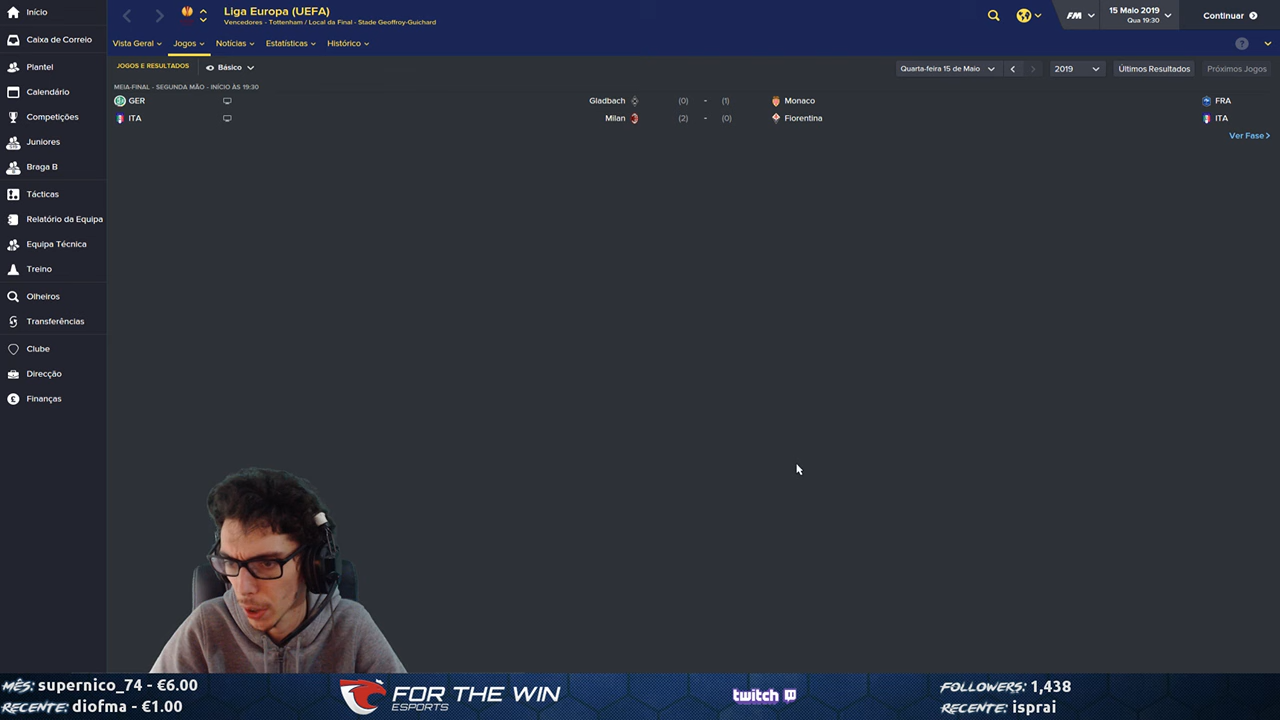 Início
Caixa de Correio
Plantel
Calendário
Competições
Juniores
Braga B
Tácticas
Relatório da Equipa
Equipa Técnica
Treino
Olheiros
Transferências
Clube
Direcção
Finanças
Liga Europa (UEFA)
Vencedores - Tottenham / Local da Final - Stade Geoffroy-Guichard
FM
15 Maio 2019
Qua 19:30
Continuar
Vista Geral
Jogos
Notícias
Estatísticas
Histórico
?
JOGOS E RESULTADOS
Básico
Quarta-feira 15 de Maio
2019
Últimos Resultados
Próximos Jogos
MEIA-FINAL - SEGUNDA MÃO - INÍCIO ÀS 19:30
GER Gladbach (0) - (1) Monaco FRA
ITA Milan (2) - (0) Fiorentina ITA
Ver Fase >
MÊS: supernico_74 - €6.00
RECENTE: diofma - €1.00
FOR THE WIN
ESPORTS
twitch
FOLLOWERS: 1,438
RECENTE: isprai